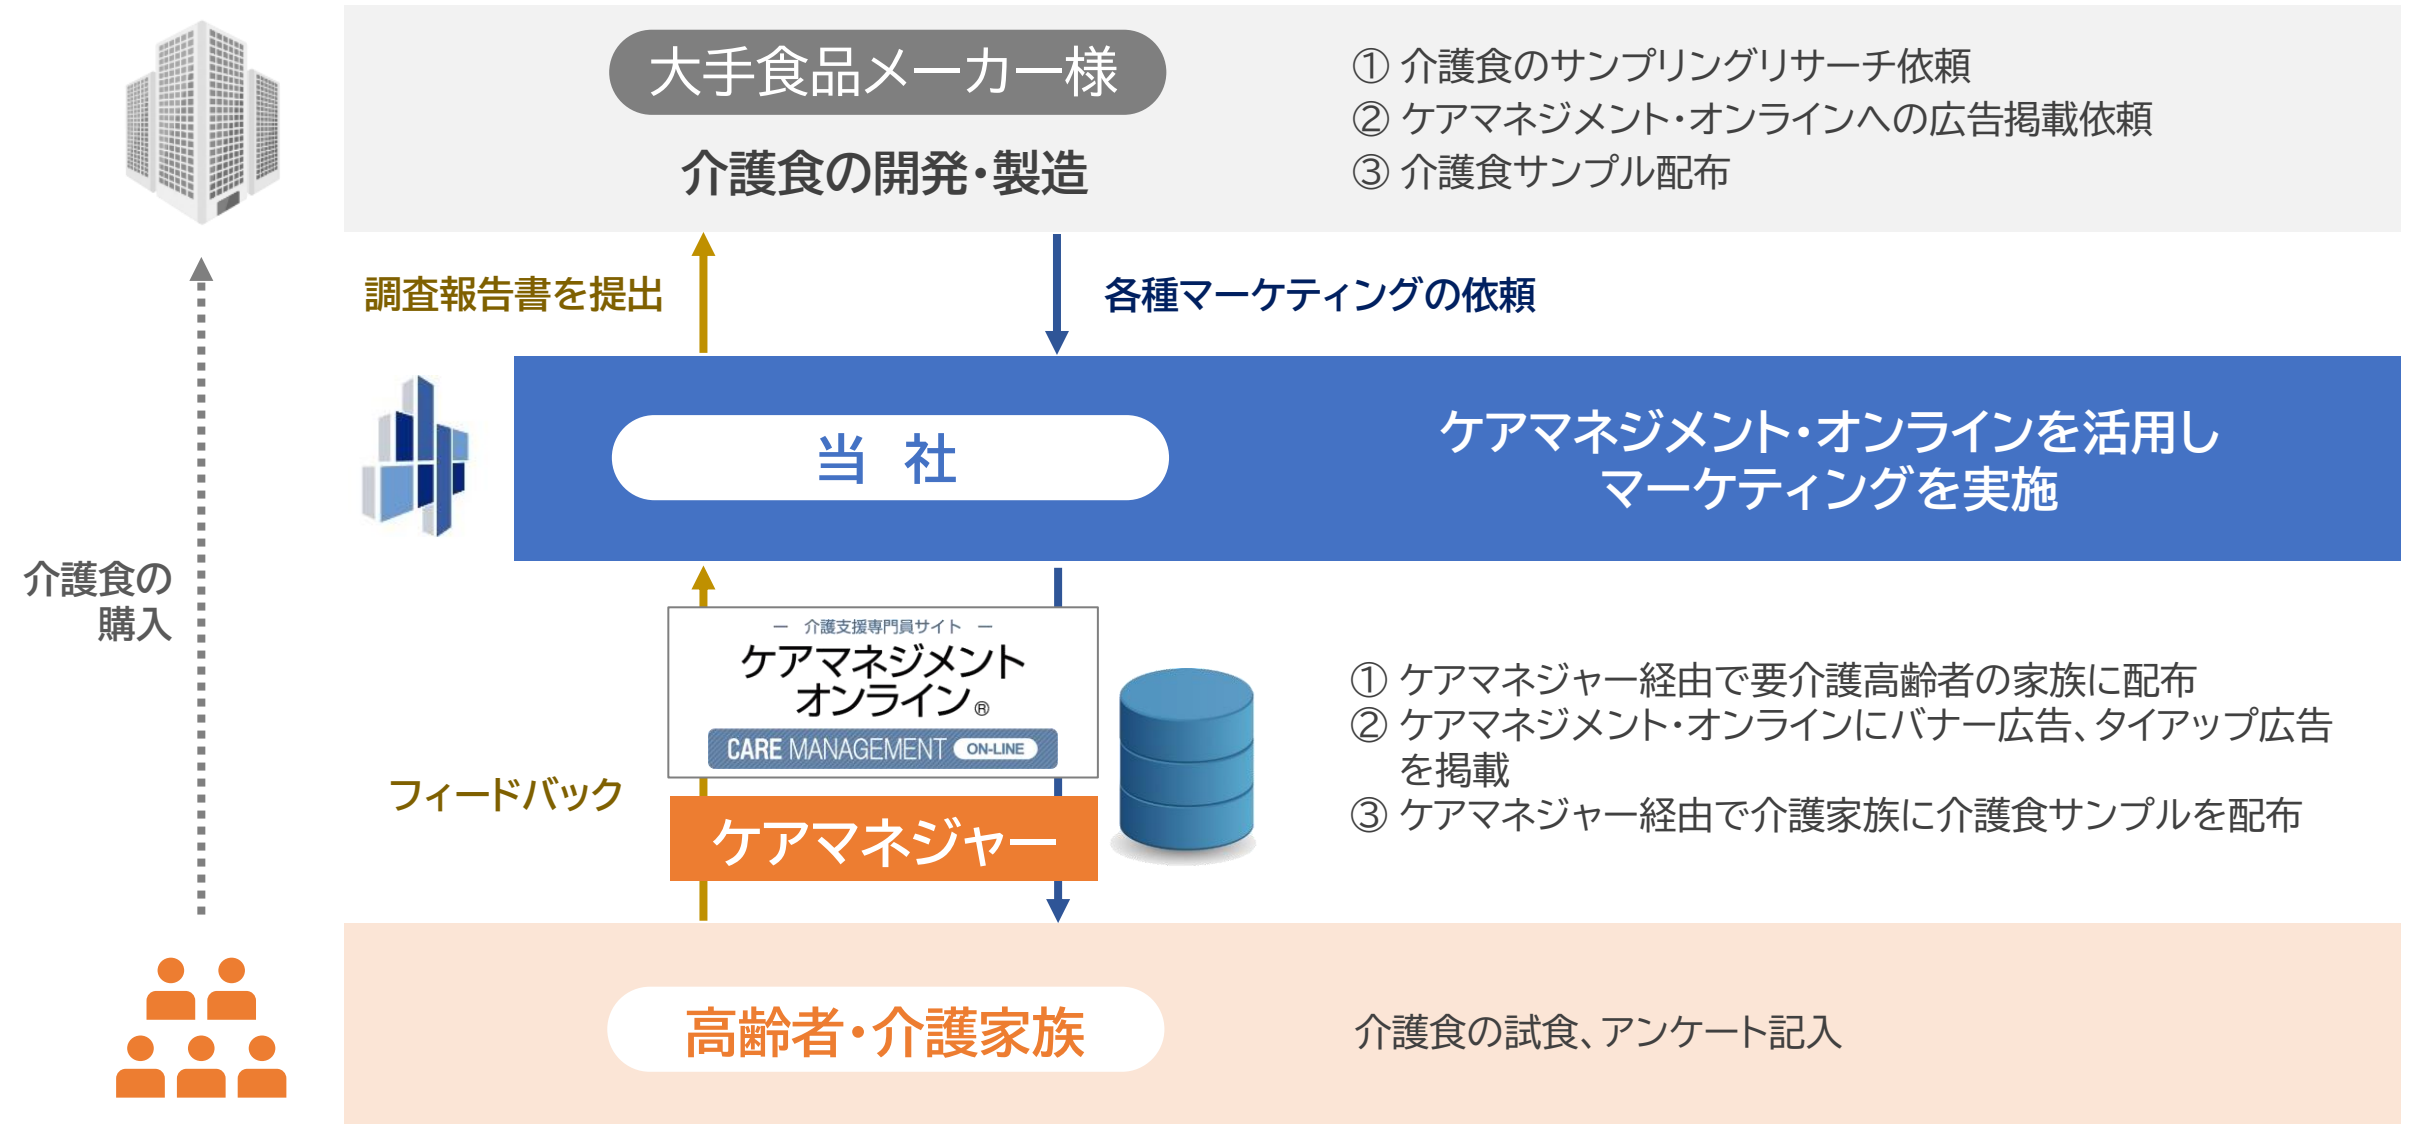 大手食品メーカー様
介護食の開発・製造
① 介護食のサンプリングリサーチ依頼
② ケアマネジメント・オンラインへの広告掲載依頼
③ 介護食サンプル配布
調査報告書を提出
各種マーケティングの依頼
当 社
ケアマネジメント・オンラインを活用し
マーケティングを実施
介護食の
購入
― 介護支援専門員サイト ―
ケアマネジメント
オンライン®
CARE MANAGEMENT ON-LINE
フィードバック
ケアマネジャー
① ケアマネジャー経由で要介護高齢者の家族に配布
② ケアマネジメント・オンラインにバナー広告、タイアップ広告
を掲載
③ ケアマネジャー経由で介護家族に介護食サンプルを配布
高齢者・介護家族
介護食の試食、アンケート記入